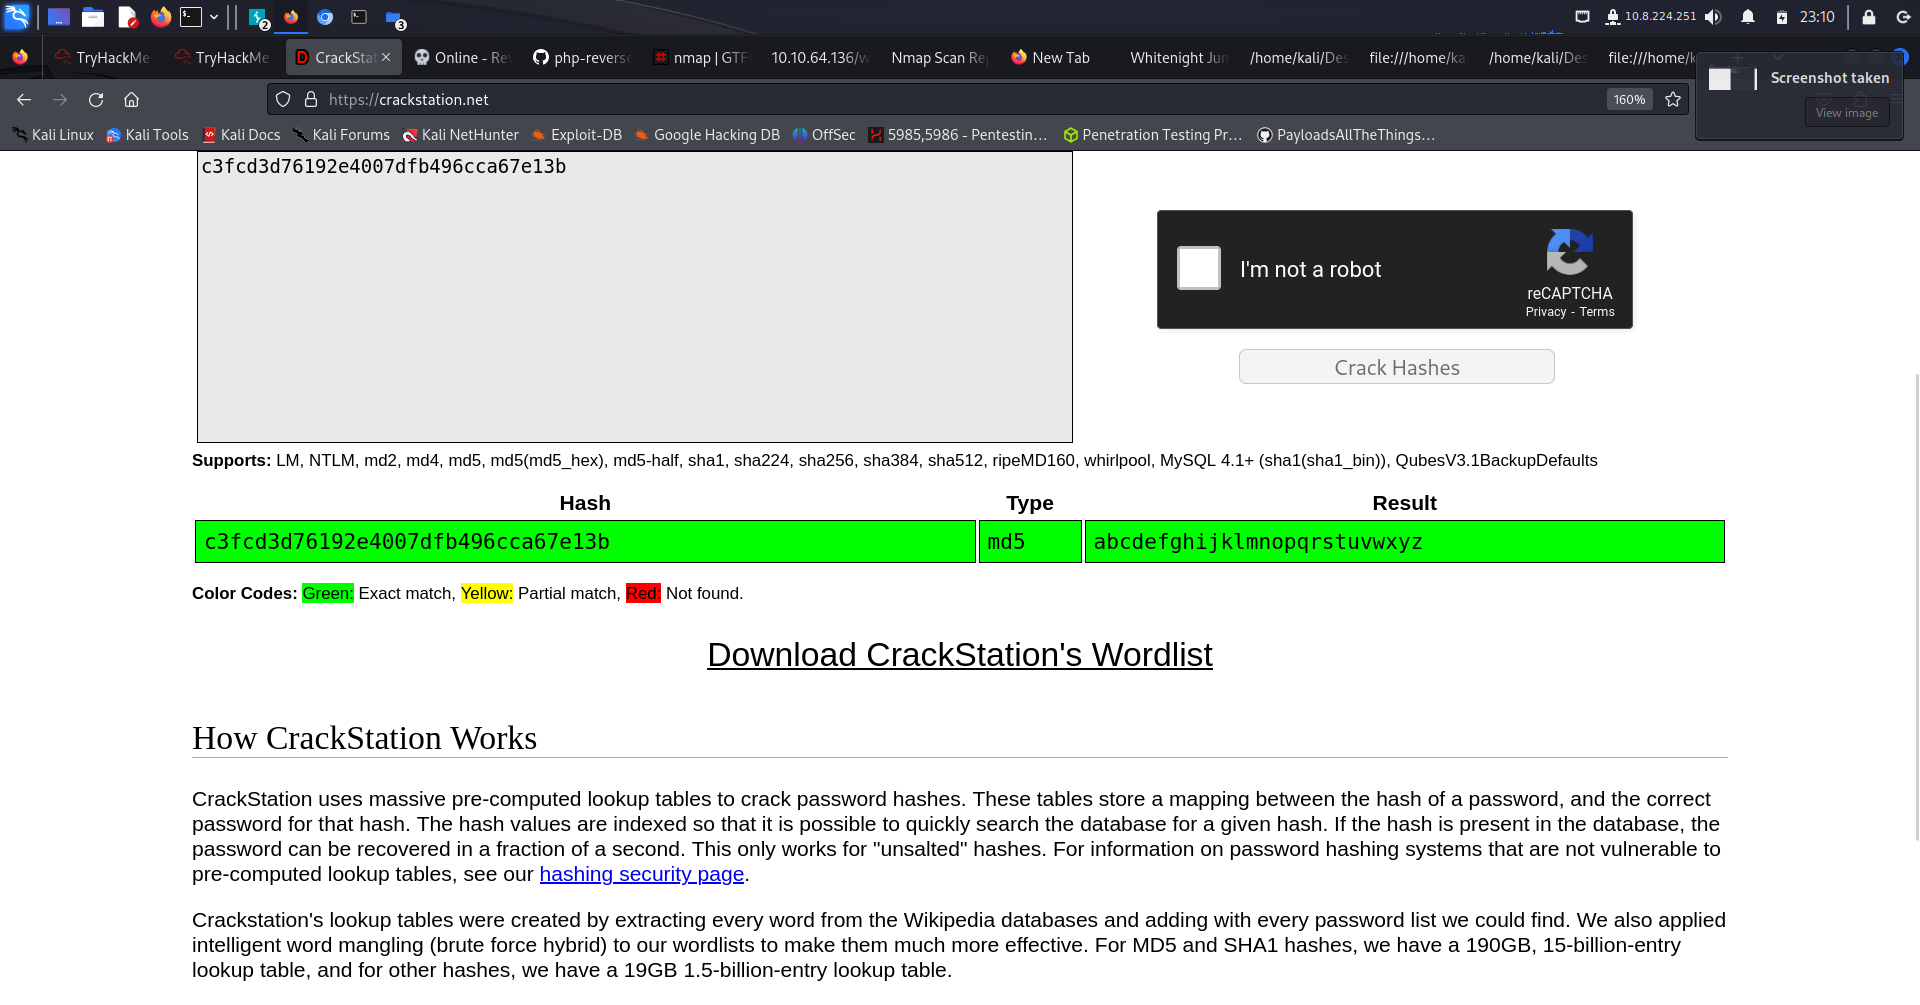 2
3
10.8.224.251
23:10
TryHackMe
TryHackMe
CrackStat
Online - Rev
php-reverse
nmap | GTF
10.10.64.136/w
Nmap Scan Rep
New Tab
Whitenight Jun
/home/kali/Des
file:///home/ka
/home/kali/Des
file:///home/k
Screenshot taken
View image
https://crackstation.net
160%
Kali Linux
Kali Tools
Kali Docs
Kali Forums
Kali NetHunter
Exploit-DB
Google Hacking DB
OffSec
5985,5986 - Pentestin…
Penetration Testing Pr…
PayloadsAllTheThings…
c3fcd3d76192e4007dfb496cca67e13b
I'm not a robot
reCAPTCHA
Privacy - Terms
Crack Hashes
Supports: LM, NTLM, md2, md4, md5, md5(md5_hex), md5-half, sha1, sha224, sha256, sha384, sha512, ripeMD160, whirlpool, MySQL 4.1+ (sha1(sha1_bin)), QubesV3.1BackupDefaults
Hash Type Result
c3fcd3d76192e4007dfb496cca67e13b md5 abcdefghijklmnopqrstuvwxyz
Color Codes: Green: Exact match, Yellow: Partial match, Red: Not found.
Download CrackStation's Wordlist
How CrackStation Works
CrackStation uses massive pre-computed lookup tables to crack password hashes. These tables store a mapping between the hash of a password, and the correct
password for that hash. The hash values are indexed so that it is possible to quickly search the database for a given hash. If the hash is present in the database, the
password can be recovered in a fraction of a second. This only works for "unsalted" hashes. For information on password hashing systems that are not vulnerable to
pre-computed lookup tables, see our hashing security page.
Crackstation's lookup tables were created by extracting every word from the Wikipedia databases and adding with every password list we could find. We also applied
intelligent word mangling (brute force hybrid) to our wordlists to make them much more effective. For MD5 and SHA1 hashes, we have a 190GB, 15-billion-entry
lookup table, and for other hashes, we have a 19GB 1.5-billion-entry lookup table.